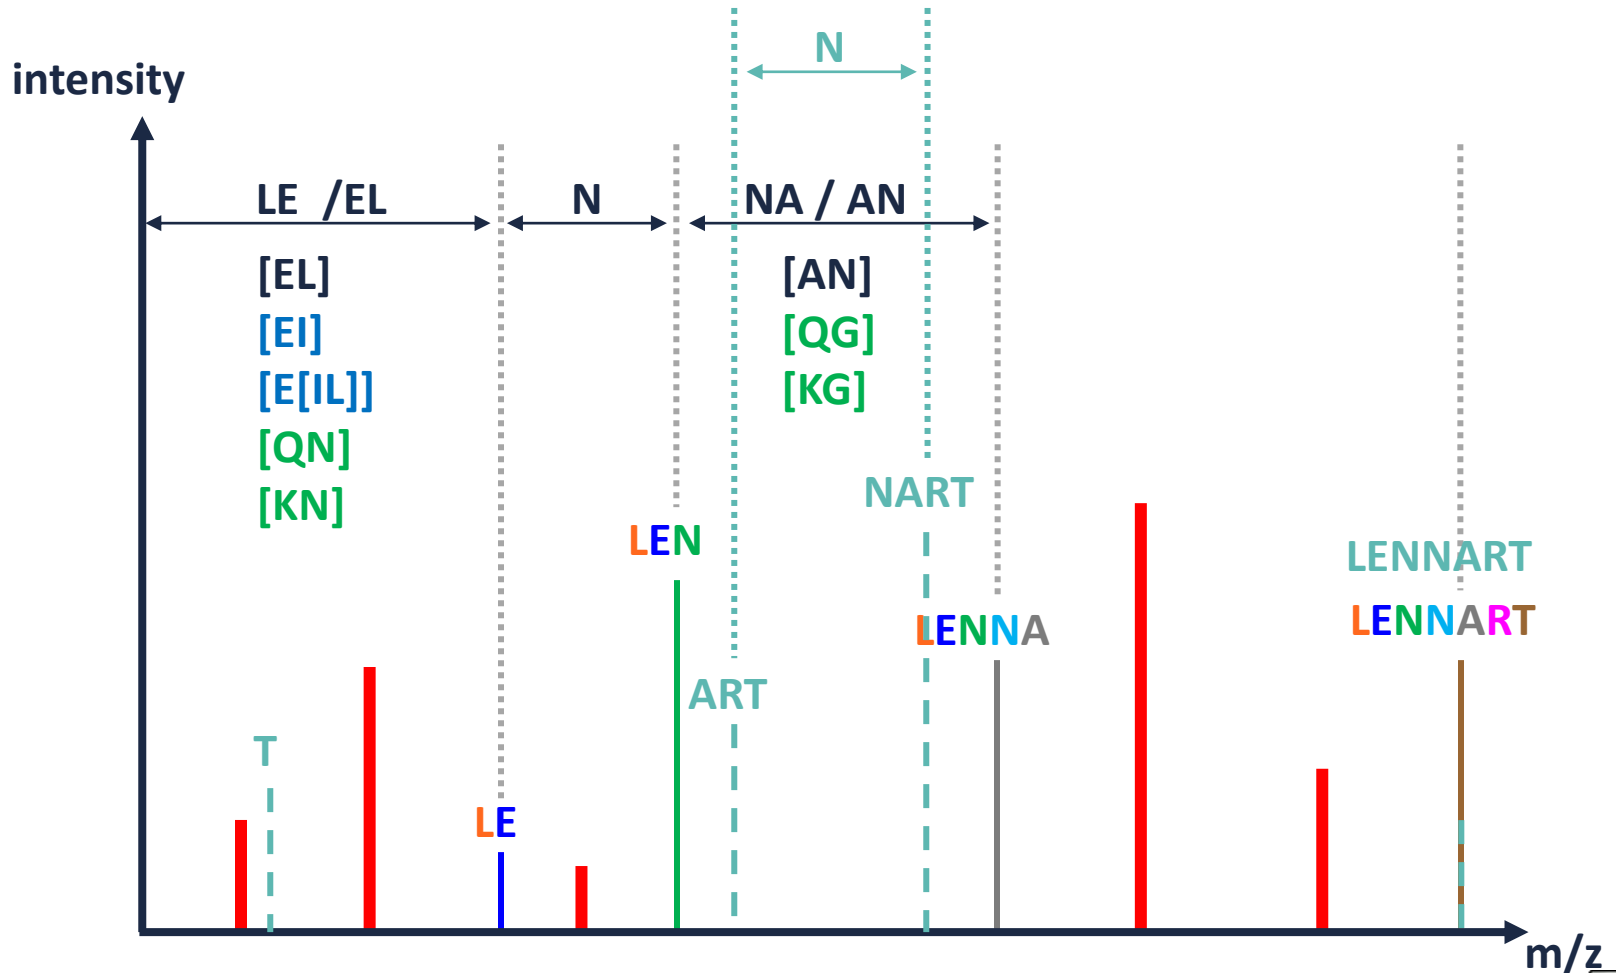 N
intensity
LE /EL
N
NA / AN
[EL]
[EI]
[E[IL]]
[QN]
[KN]
[AN]
[QG]
[KG]
NART
LEN
LENNART
LENNA
LENNART
ART
T
LE
m/z